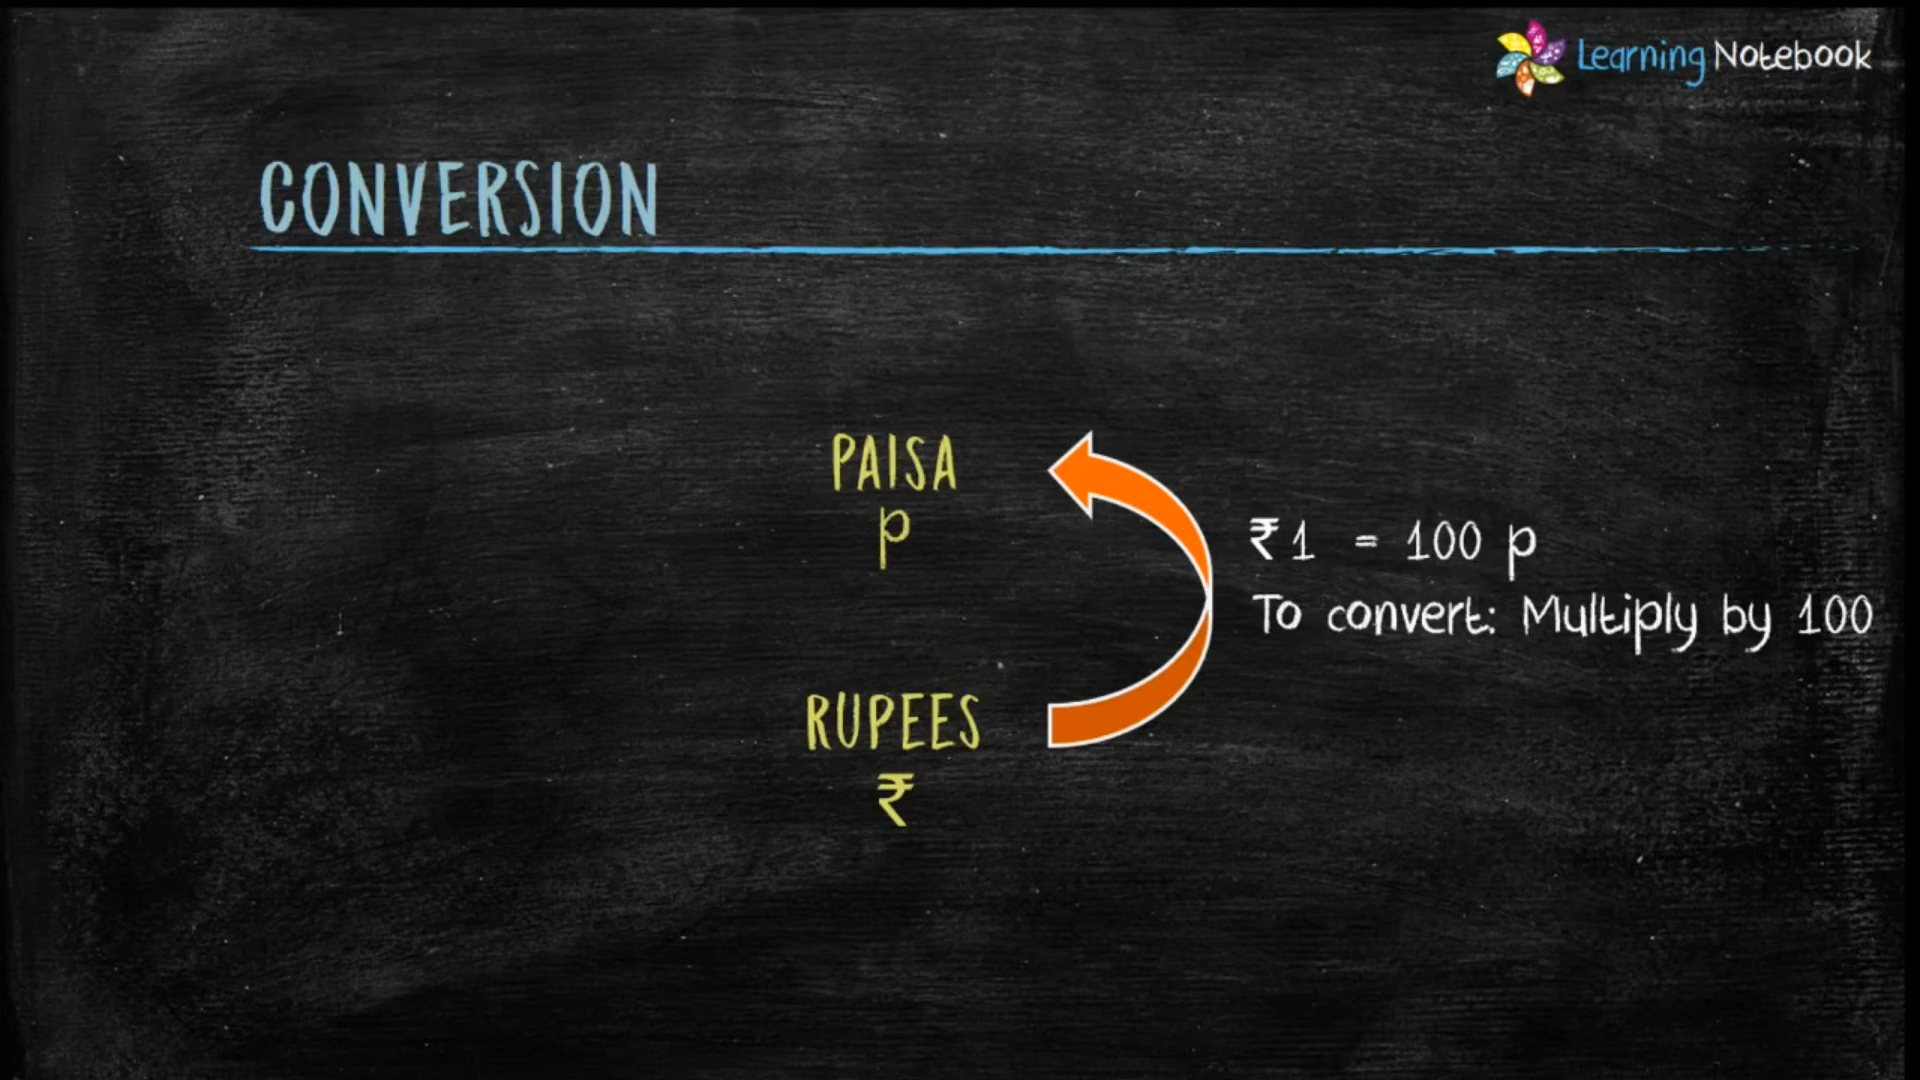 Learning Notebook
CONVERSION
PAISA
p
₹1 = 100 p
To convert: Multiply by 100
RUPEES
₹